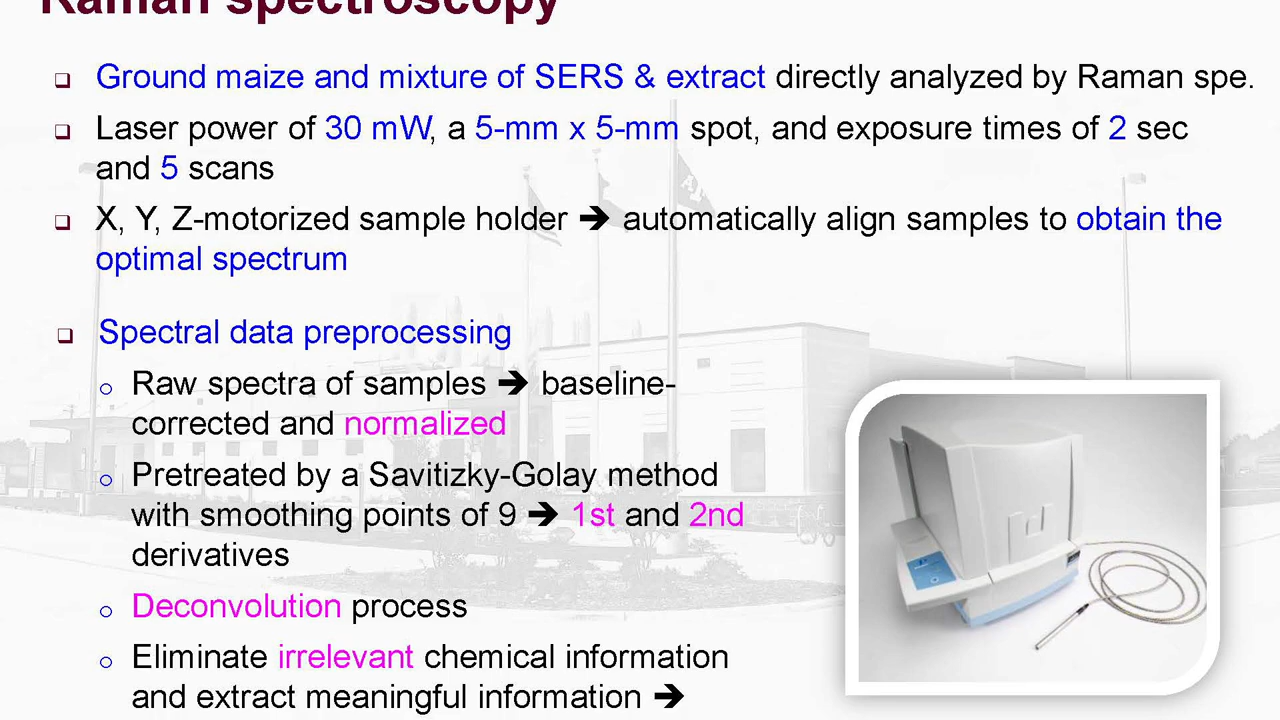 Raman spectroscopy
❑ Ground maize and mixture of SERS & extract directly analyzed by Raman spe.
❑ Laser power of 30 mW, a 5-mm x 5-mm spot, and exposure times of 2 sec
and 5 scans
❑ X, Y, Z-motorized sample holder ➔ automatically align samples to obtain the
optimal spectrum
❑ Spectral data preprocessing
o Raw spectra of samples ➔ baseline-
corrected and normalized
o Pretreated by a Savitizky-Golay method
with smoothing points of 9 ➔ 1st and 2nd
derivatives
o Deconvolution process
o Eliminate irrelevant chemical information
and extract meaningful information ➔